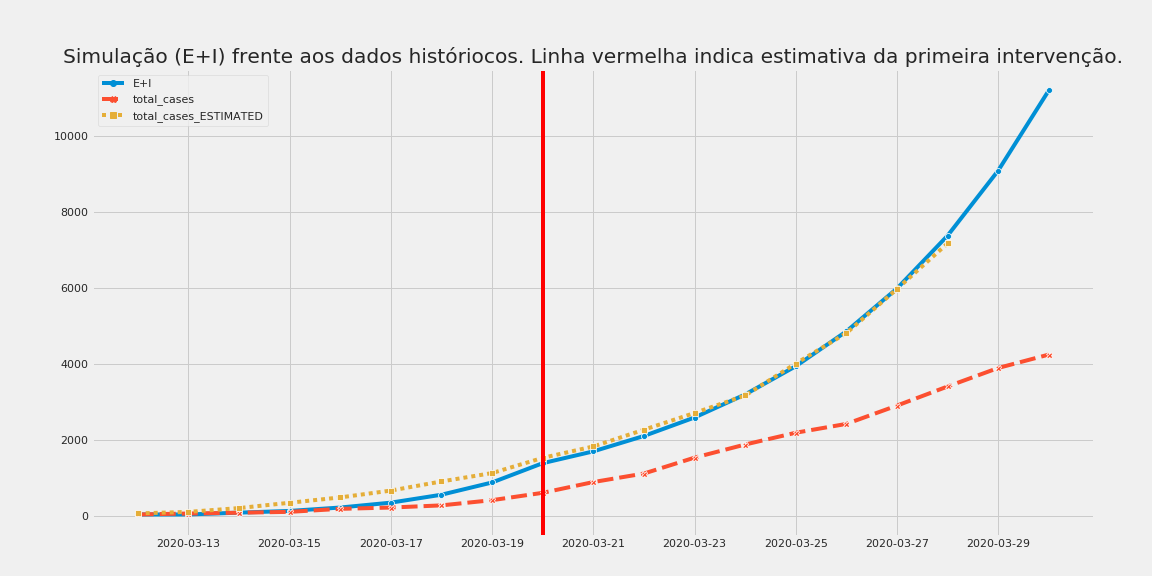 Simulação (E+I) frente aos dados históriocos. Linha vermelha indica estimativa da primeira intervenção.
E+I
total_cases
total_cases_ESTIMATED
10000
8000
6000
4000
2000
0
2020-03-13 2020-03-15 2020-03-17 2020-03-19 2020-03-21 2020-03-23 2020-03-25 2020-03-27 2020-03-29